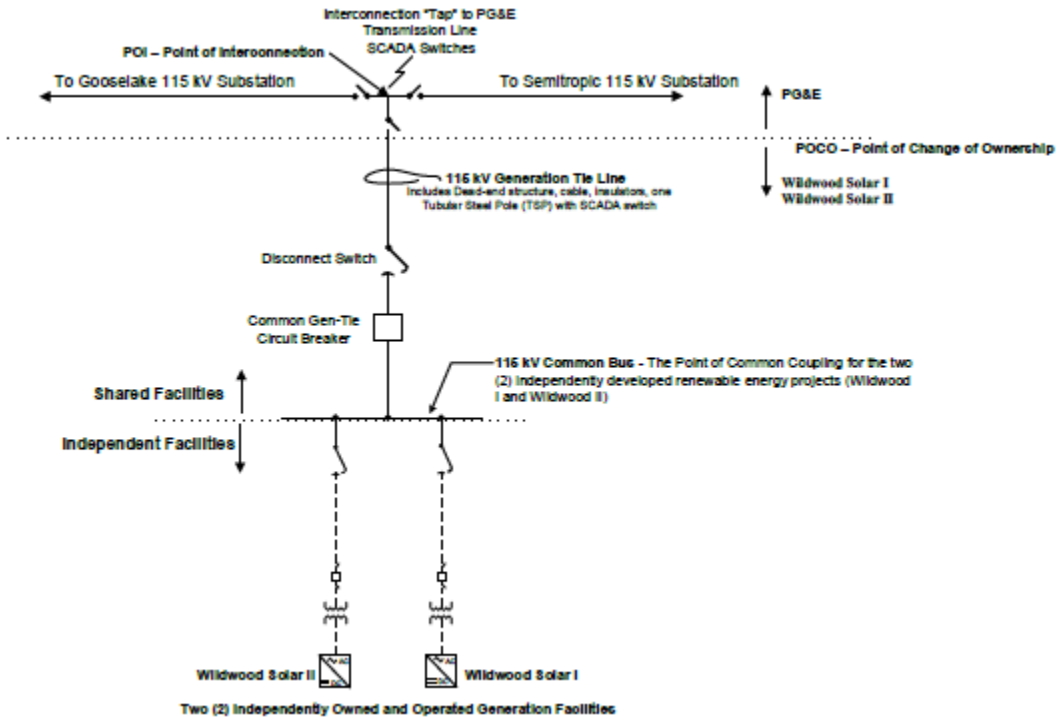 Interconnection "Tap" to PG&E
Transmission Line
SCADA Switches
POI – Point of Interoonnection
To Gooselake 115 kV Substation
To Semitropic 115 kV Substation
PG&E
POCO – Point of Change of Ownership
Wildwood Solar I
Wildwood Solar II
115 kV Generation Tie Line
Includes Dead-end structure, cable, insulators, one
Tubular Steel Pole (TSP) with SCADA switch
Disconnect Switch
Common Gen-Tie
Circuit Breaker
115 kV Common Bus - The Point of Common Coupling for the two
(2) independently developed renewable energy projects (Wildwood
I and Wildwood II)
Shared Facilities
Independent Facilities
Wildwood Solar II
AC
DC
AC
DC
Wildwood Solar I
Two (2) Independently Owned and Operated Generation Facilities